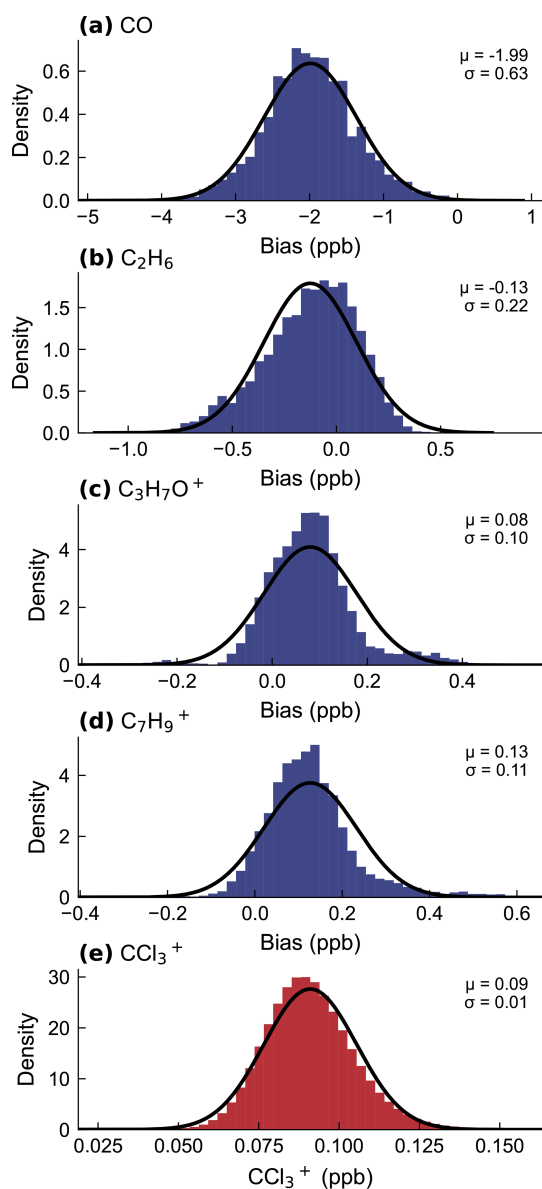 (a) CO
μ = -1.99
σ = 0.63
Density
0.6
0.4
0.2
0.0
−5 −4 −3 −2 −1 0 1
Bias (ppb)
(b) C₂H₆
μ = -0.13
σ = 0.22
Density
1.5
1.0
0.5
0.0
−1.0 −0.5 0.0 0.5
Bias (ppb)
(c) C₃H₇O⁺
μ = 0.08
σ = 0.10
Density
4
2
0
−0.4 −0.2 0.0 0.2 0.4
Bias (ppb)
(d) C₇H₉⁺
μ = 0.13
σ = 0.11
Density
4
2
0
−0.4 −0.2 0.0 0.2 0.4 0.6
Bias (ppb)
(e) CCl₃⁺
μ = 0.09
σ = 0.01
Density
30
20
10
0
0.025 0.050 0.075 0.100 0.125 0.150
CCl₃⁺ (ppb)